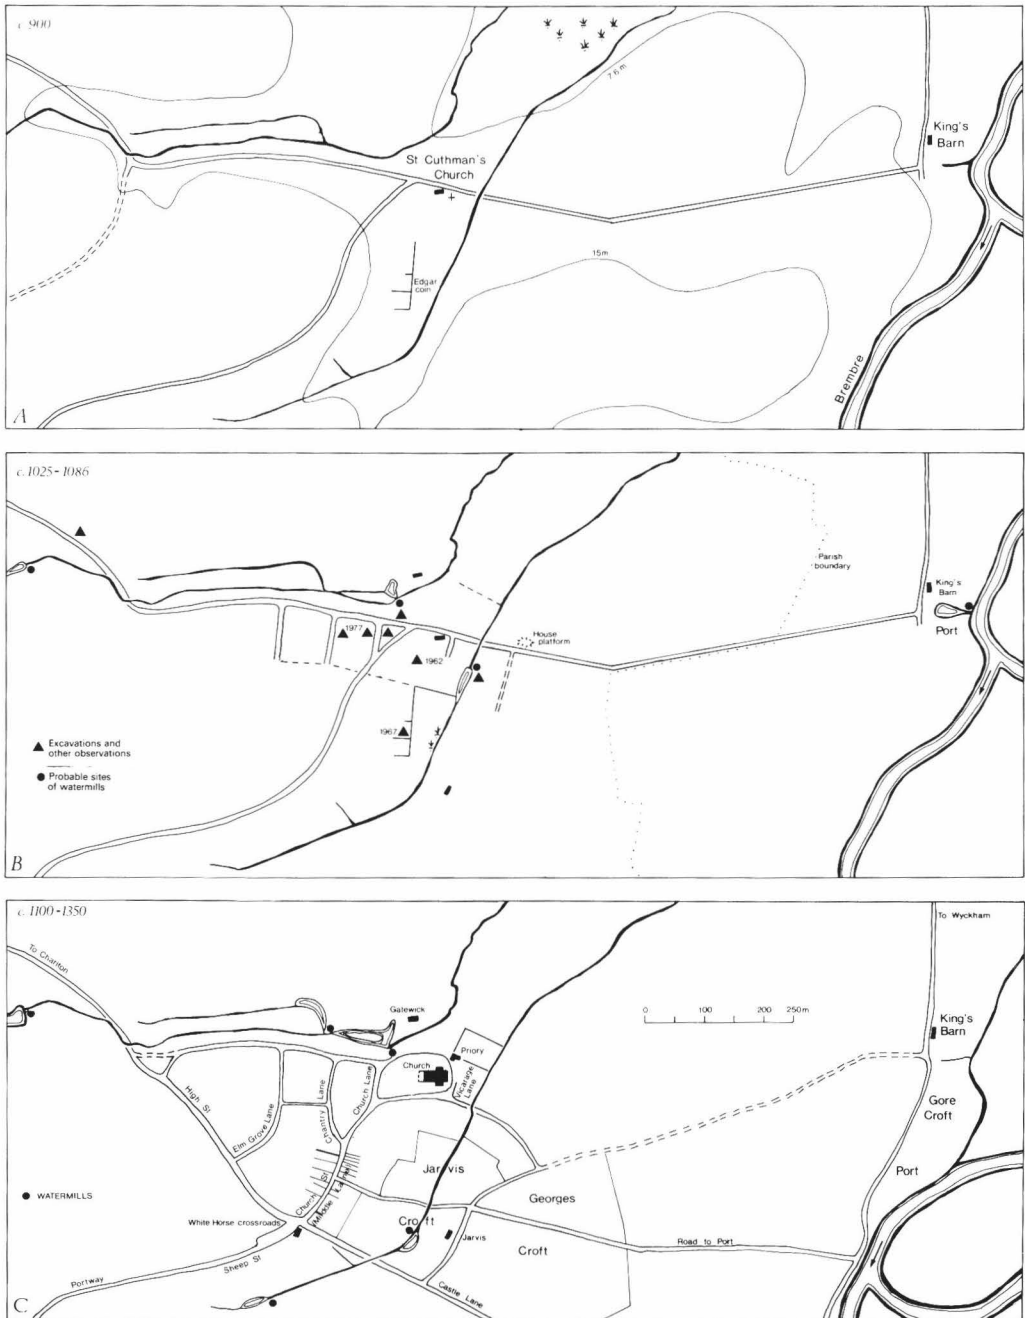 c. 900
7·6 m
King's
Barn
St Cuthman's
Church
15m
Edgar
coin
Brembre
A
c. 1025-1086
Parish
boundary
King's
Barn
Port
1977
House
platform
1962
1967
Excavations and
other observations
Probable sites
of watermills
B
c. 1100-1350
To Wyckham
To Charlton
0 100 200 250m
Gatewick
King's
Barn
Priory
Church
Vicarage
Lane
High St
Elm Grove Lane
Chantry Lane
Church Lane
Gore
Croft
Jarvis
Port
WATERMILLS
Church St
Middle Lane
Georges
White Horse crossroads
Croft
Jarvis
Croft
Road to Port
Portway
Sheep St
Castle Lane
C